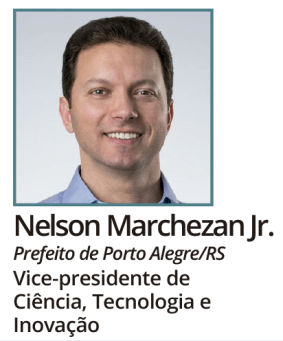 Nelson Marchezan Jr.
Prefeito de Porto Alegre/RS
Vice-presidente de
Ciência, Tecnologia e
Inovação